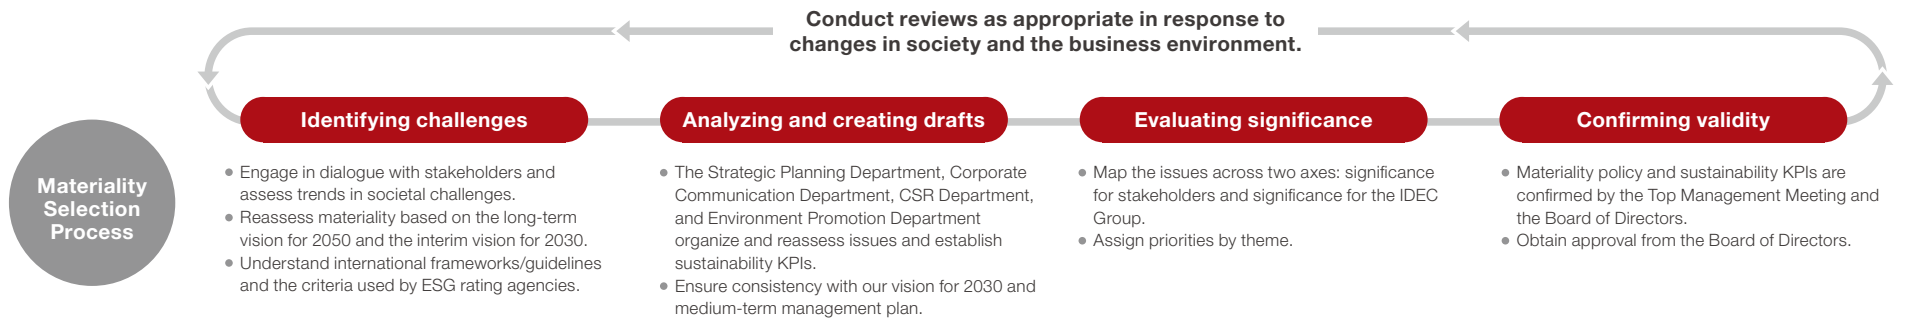 Conduct reviews as appropriate in response to
changes in society and the business environment.
Materiality
Selection
Process
Identifying challenges
• Engage in dialogue with stakeholders and
assess trends in societal challenges.
• Reassess materiality based on the long-term
vision for 2050 and the interim vision for 2030.
• Understand international frameworks/guidelines
and the criteria used by ESG rating agencies.
Analyzing and creating drafts
• The Strategic Planning Department, Corporate
Communication Department, CSR Department,
and Environment Promotion Department
organize and reassess issues and establish
sustainability KPIs.
• Ensure consistency with our vision for 2030 and
medium-term management plan.
Evaluating significance
• Map the issues across two axes: significance
for stakeholders and significance for the IDEC
Group.
• Assign priorities by theme.
Confirming validity
• Materiality policy and sustainability KPIs are
confirmed by the Top Management Meeting and
the Board of Directors.
• Obtain approval from the Board of Directors.